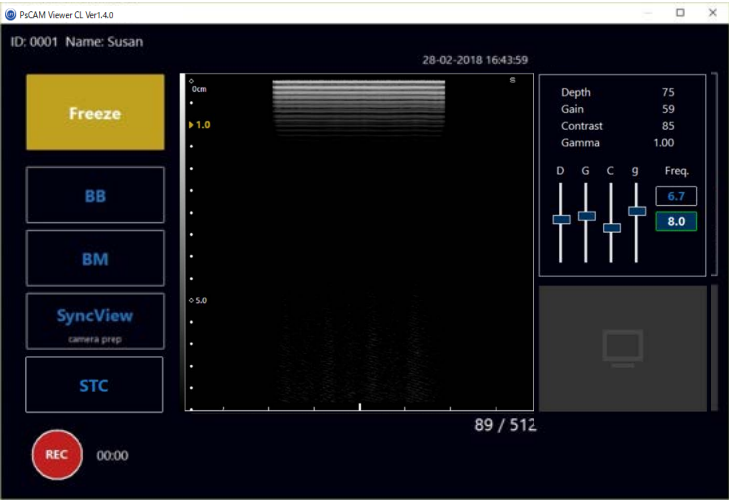 PsCAM Viewer CL Ver1.4.0
ID: 0001 Name: Susan
28-02-2018 16:43:59
Freeze
BB
BM
SyncView
camera prep
STC
REC 00:00
0cm
1.0
5.0
89 / 512
Depth 75
Gain 59
Contrast 85
Gamma 1.00
D G C g Freq.
6.7
8.0